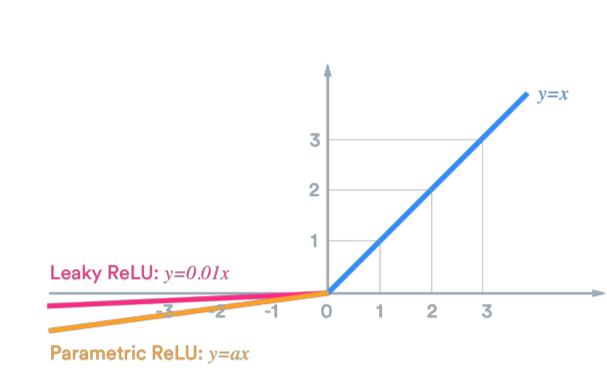 y=x
3
2
1
Leaky ReLU: y=0.01x
-3 -2 -1 0 1 2 3
Parametric ReLU: y=ax